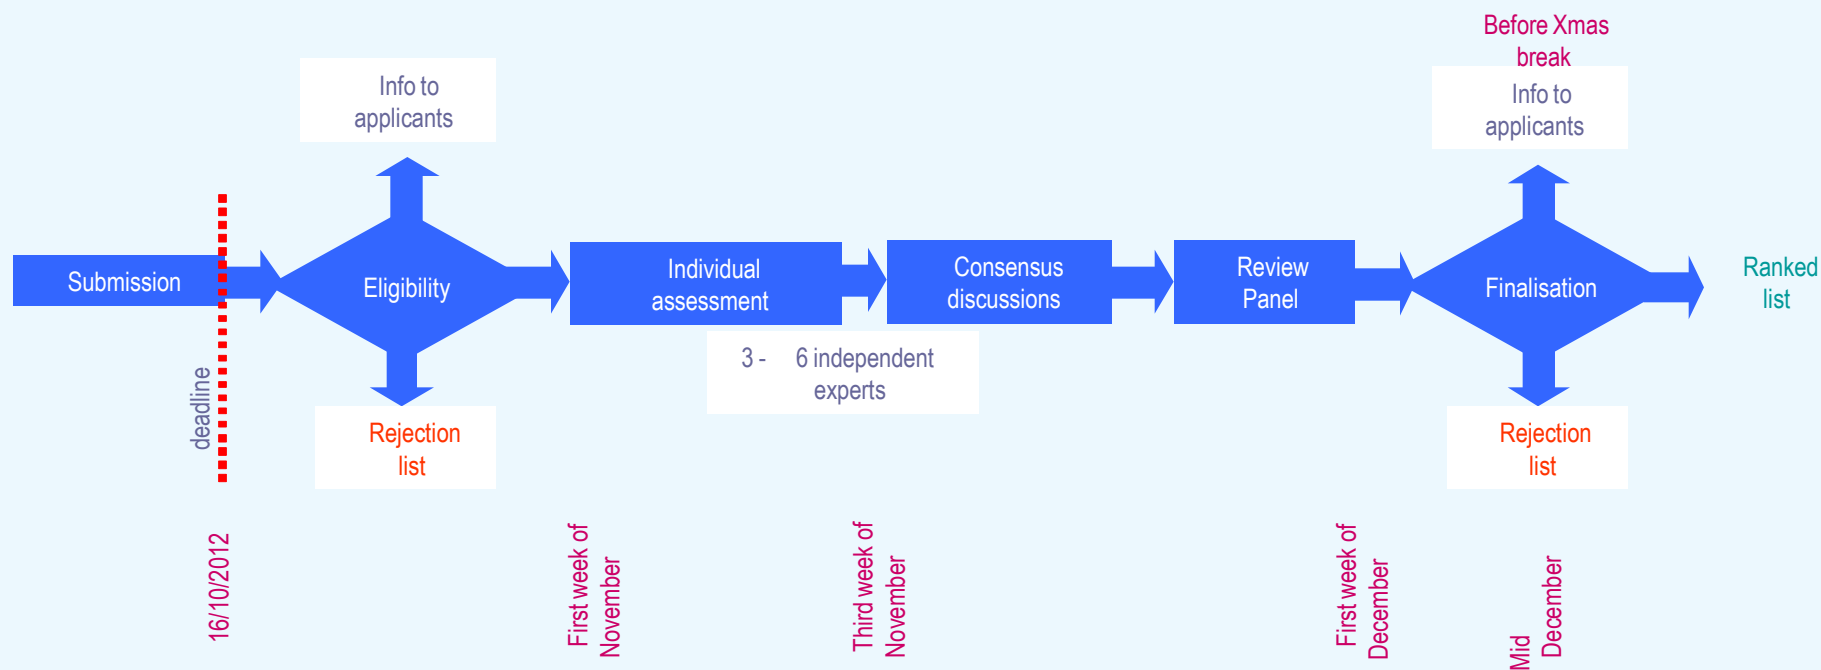 Before Xmas
break
Info to
applicants
Info to
applicants
Submission
Eligibility
Individual
assessment
Consensus
discussions
Review
Panel
Finalisation
Ranked
list
3 - 6 independent
experts
deadline
Rejection
list
Rejection
list
16/10/2012
First week of
November
Third week of
November
First week of
December
Mid
December